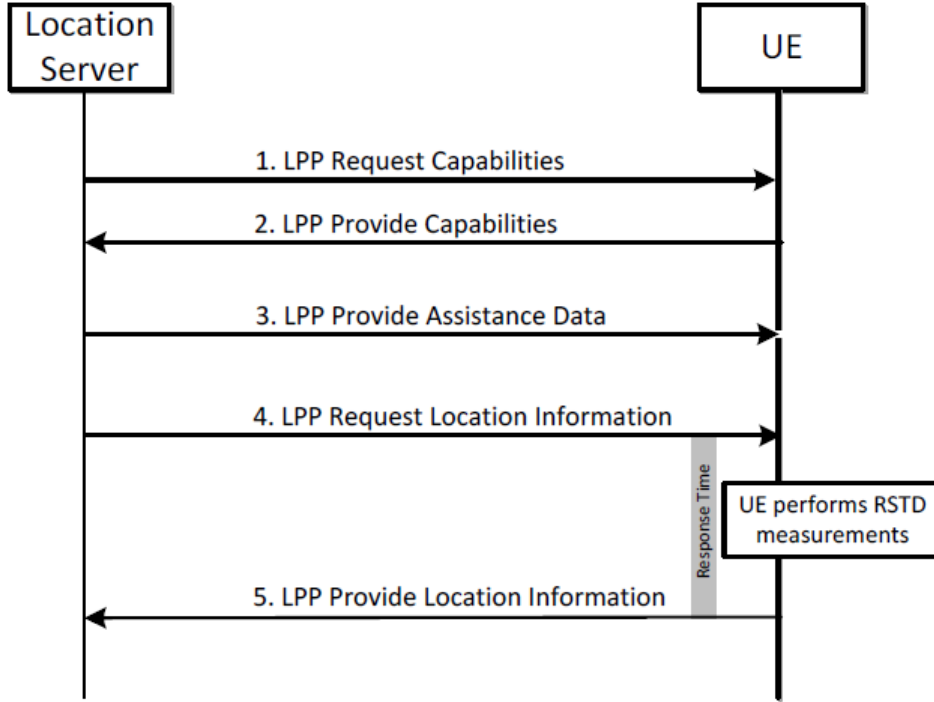 Location
Server
UE
1. LPP Request Capabilities
2. LPP Provide Capabilities
3. LPP Provide Assistance Data
4. LPP Request Location Information
Response Time
UE performs RSTD
measurements
5. LPP Provide Location Information